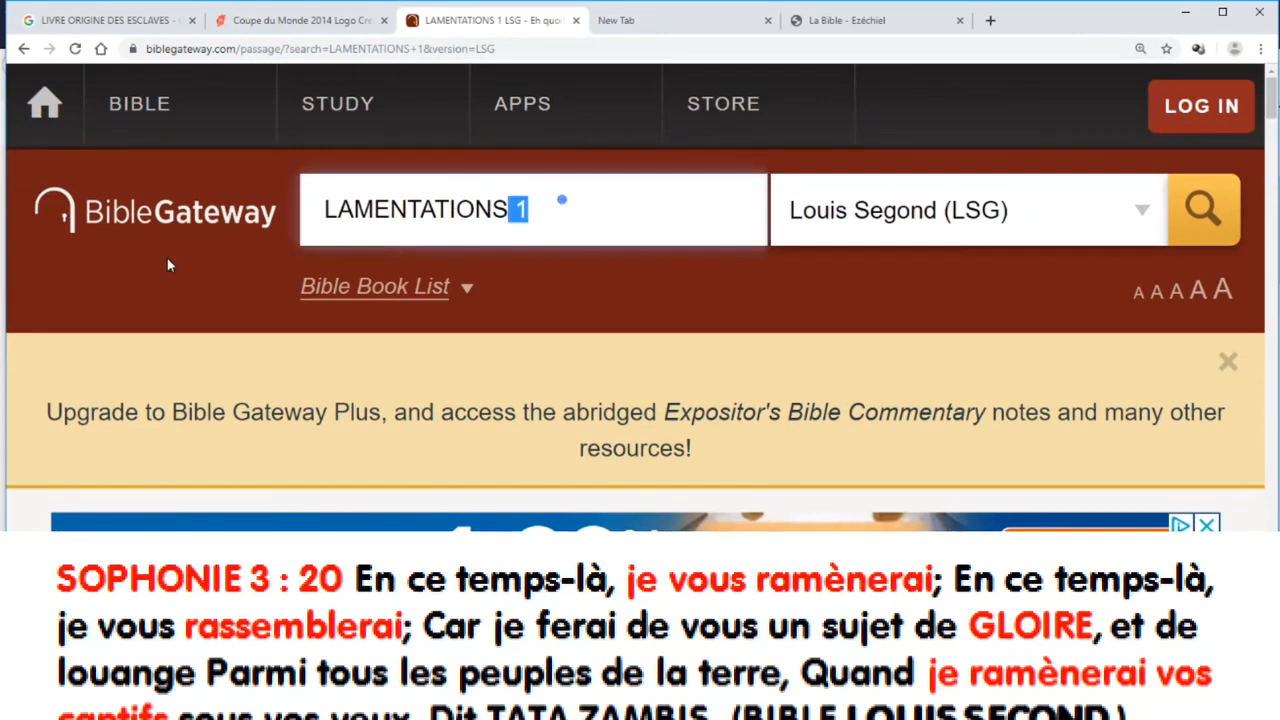 LIVRE ORIGINE DES ESCLAVES -
Coupe du Monde 2014 Logo Cre
LAMENTATIONS 1 LSG - Eh quoi
New Tab
La Bible - Ezéchiel
biblegateway.com/passage/?search=LAMENTATIONS+1&version=LSG
BIBLE STUDY APPS STORE LOG IN
BibleGateway
LAMENTATIONS 1
Louis Segond (LSG)
Bible Book List
A A A A A
Upgrade to Bible Gateway Plus, and access the abridged Expositor's Bible Commentary notes and many other
resources!
SOPHONIE 3 : 20 En ce temps-là, je vous ramènerai; En ce temps-là,
je vous rassemblerai; Car je ferai de vous un sujet de GLOIRE, et de
louange Parmi tous les peuples de la terre, Quand je ramènerai vos
captifs sous vos yeux, Dit TATA ZAMBIS. (BIBLE LOUIS SECOND.)